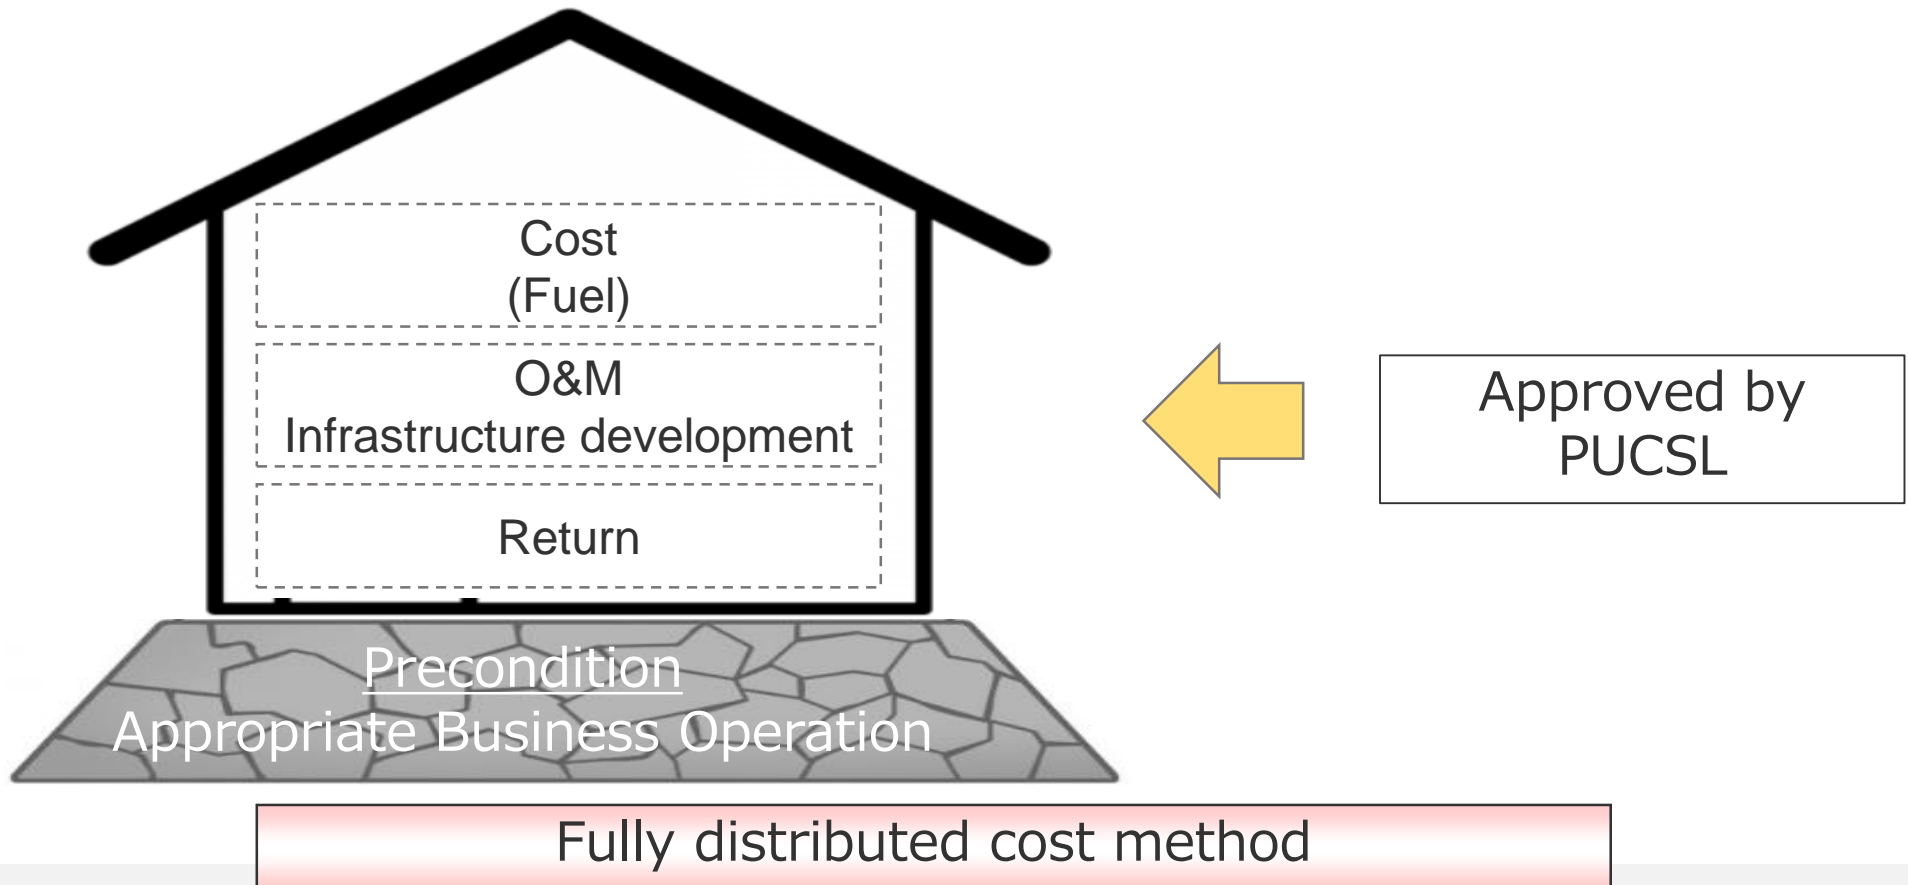 Cost
(Fuel)
O&M
Infrastructure development
Return
Approved by
PUCSL
Precondition
Appropriate Business Operation
Fully distributed cost method